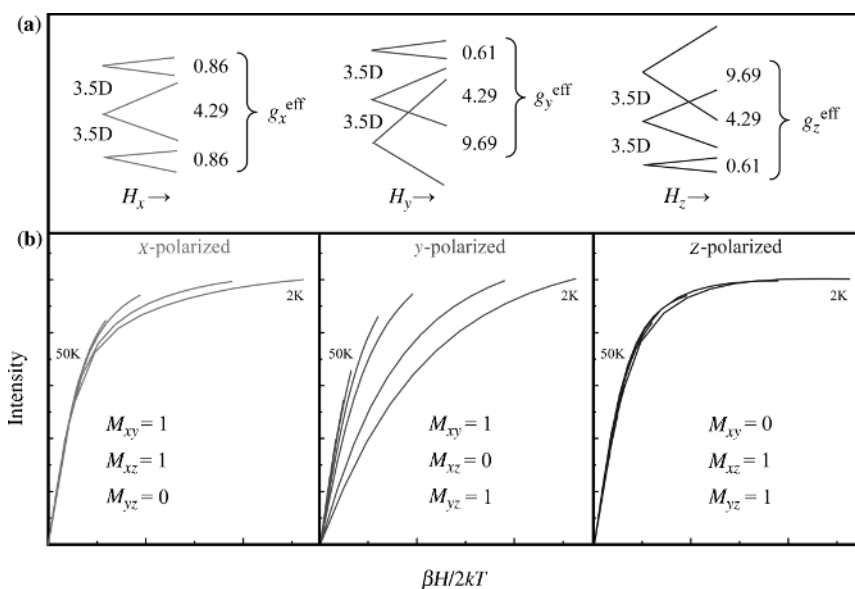 (a)
3.5D
3.5D
0.86
4.29
0.86
gₓᵉᶠᶠ
Hₓ→
3.5D
3.5D
0.61
4.29
9.69
g_y^eff
H_y→
3.5D
3.5D
9.69
4.29
0.61
g_z^eff
H_z→
(b)
x-polarized
50K
2K
M_xy = 1
M_xz = 1
M_yz = 0
y-polarized
50K
2K
M_xy = 1
M_xz = 0
M_yz = 1
z-polarized
50K
2K
M_xy = 0
M_xz = 1
M_yz = 1
Intensity
βH/2kT